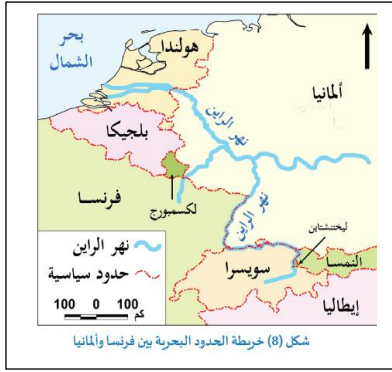 بحر
الشمال
هولندا
ألمانيا
نهر الراين
بلجيكا
لكسمبورج
فرنسا
نهر الراين
ليختنشتاين
النمسا
سويسرا
إيطاليا
نهر الراين
حدود سياسية
100 0 100
كم
شكل (8) خريطة الحدود البحرية بين فرنسا وألمانيا